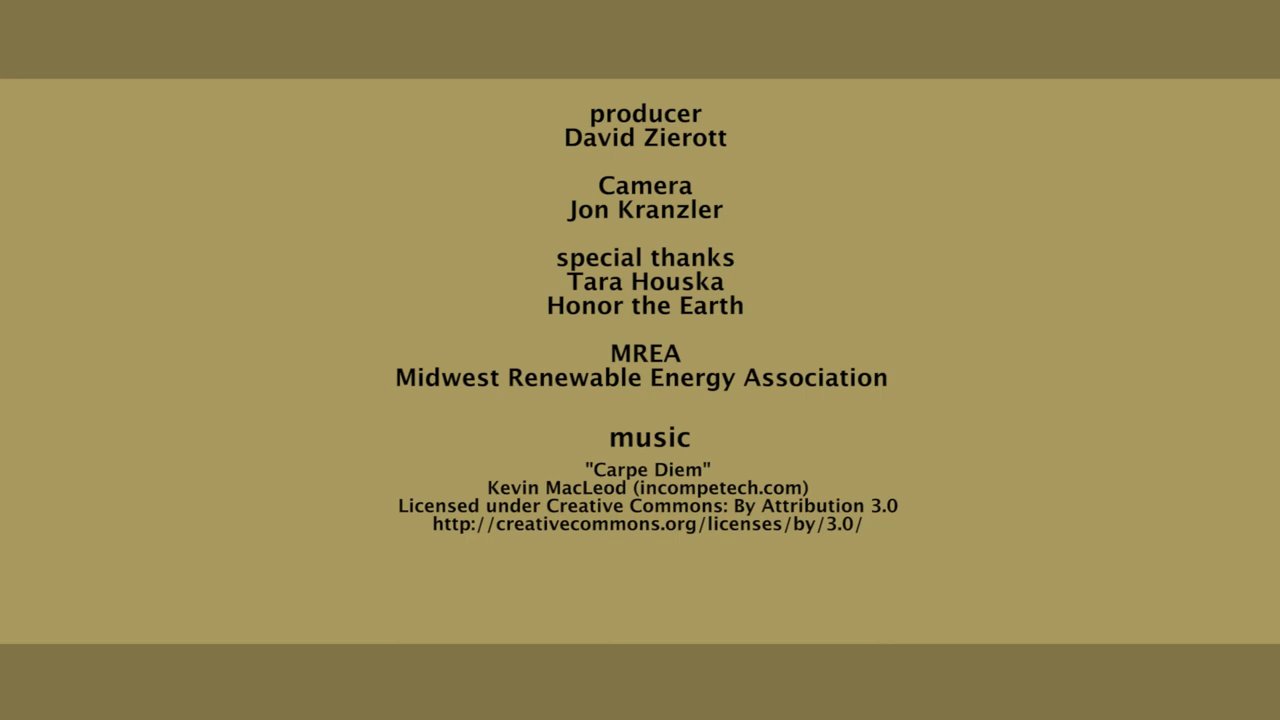 producer
David Zierott
Camera
Jon Kranzler
special thanks
Tara Houska
Honor the Earth
MREA
Midwest Renewable Energy Association
music
"Carpe Diem"
Kevin MacLeod (incompetech.com)
Licensed under Creative Commons: By Attribution 3.0
http://creativecommons.org/licenses/by/3.0/